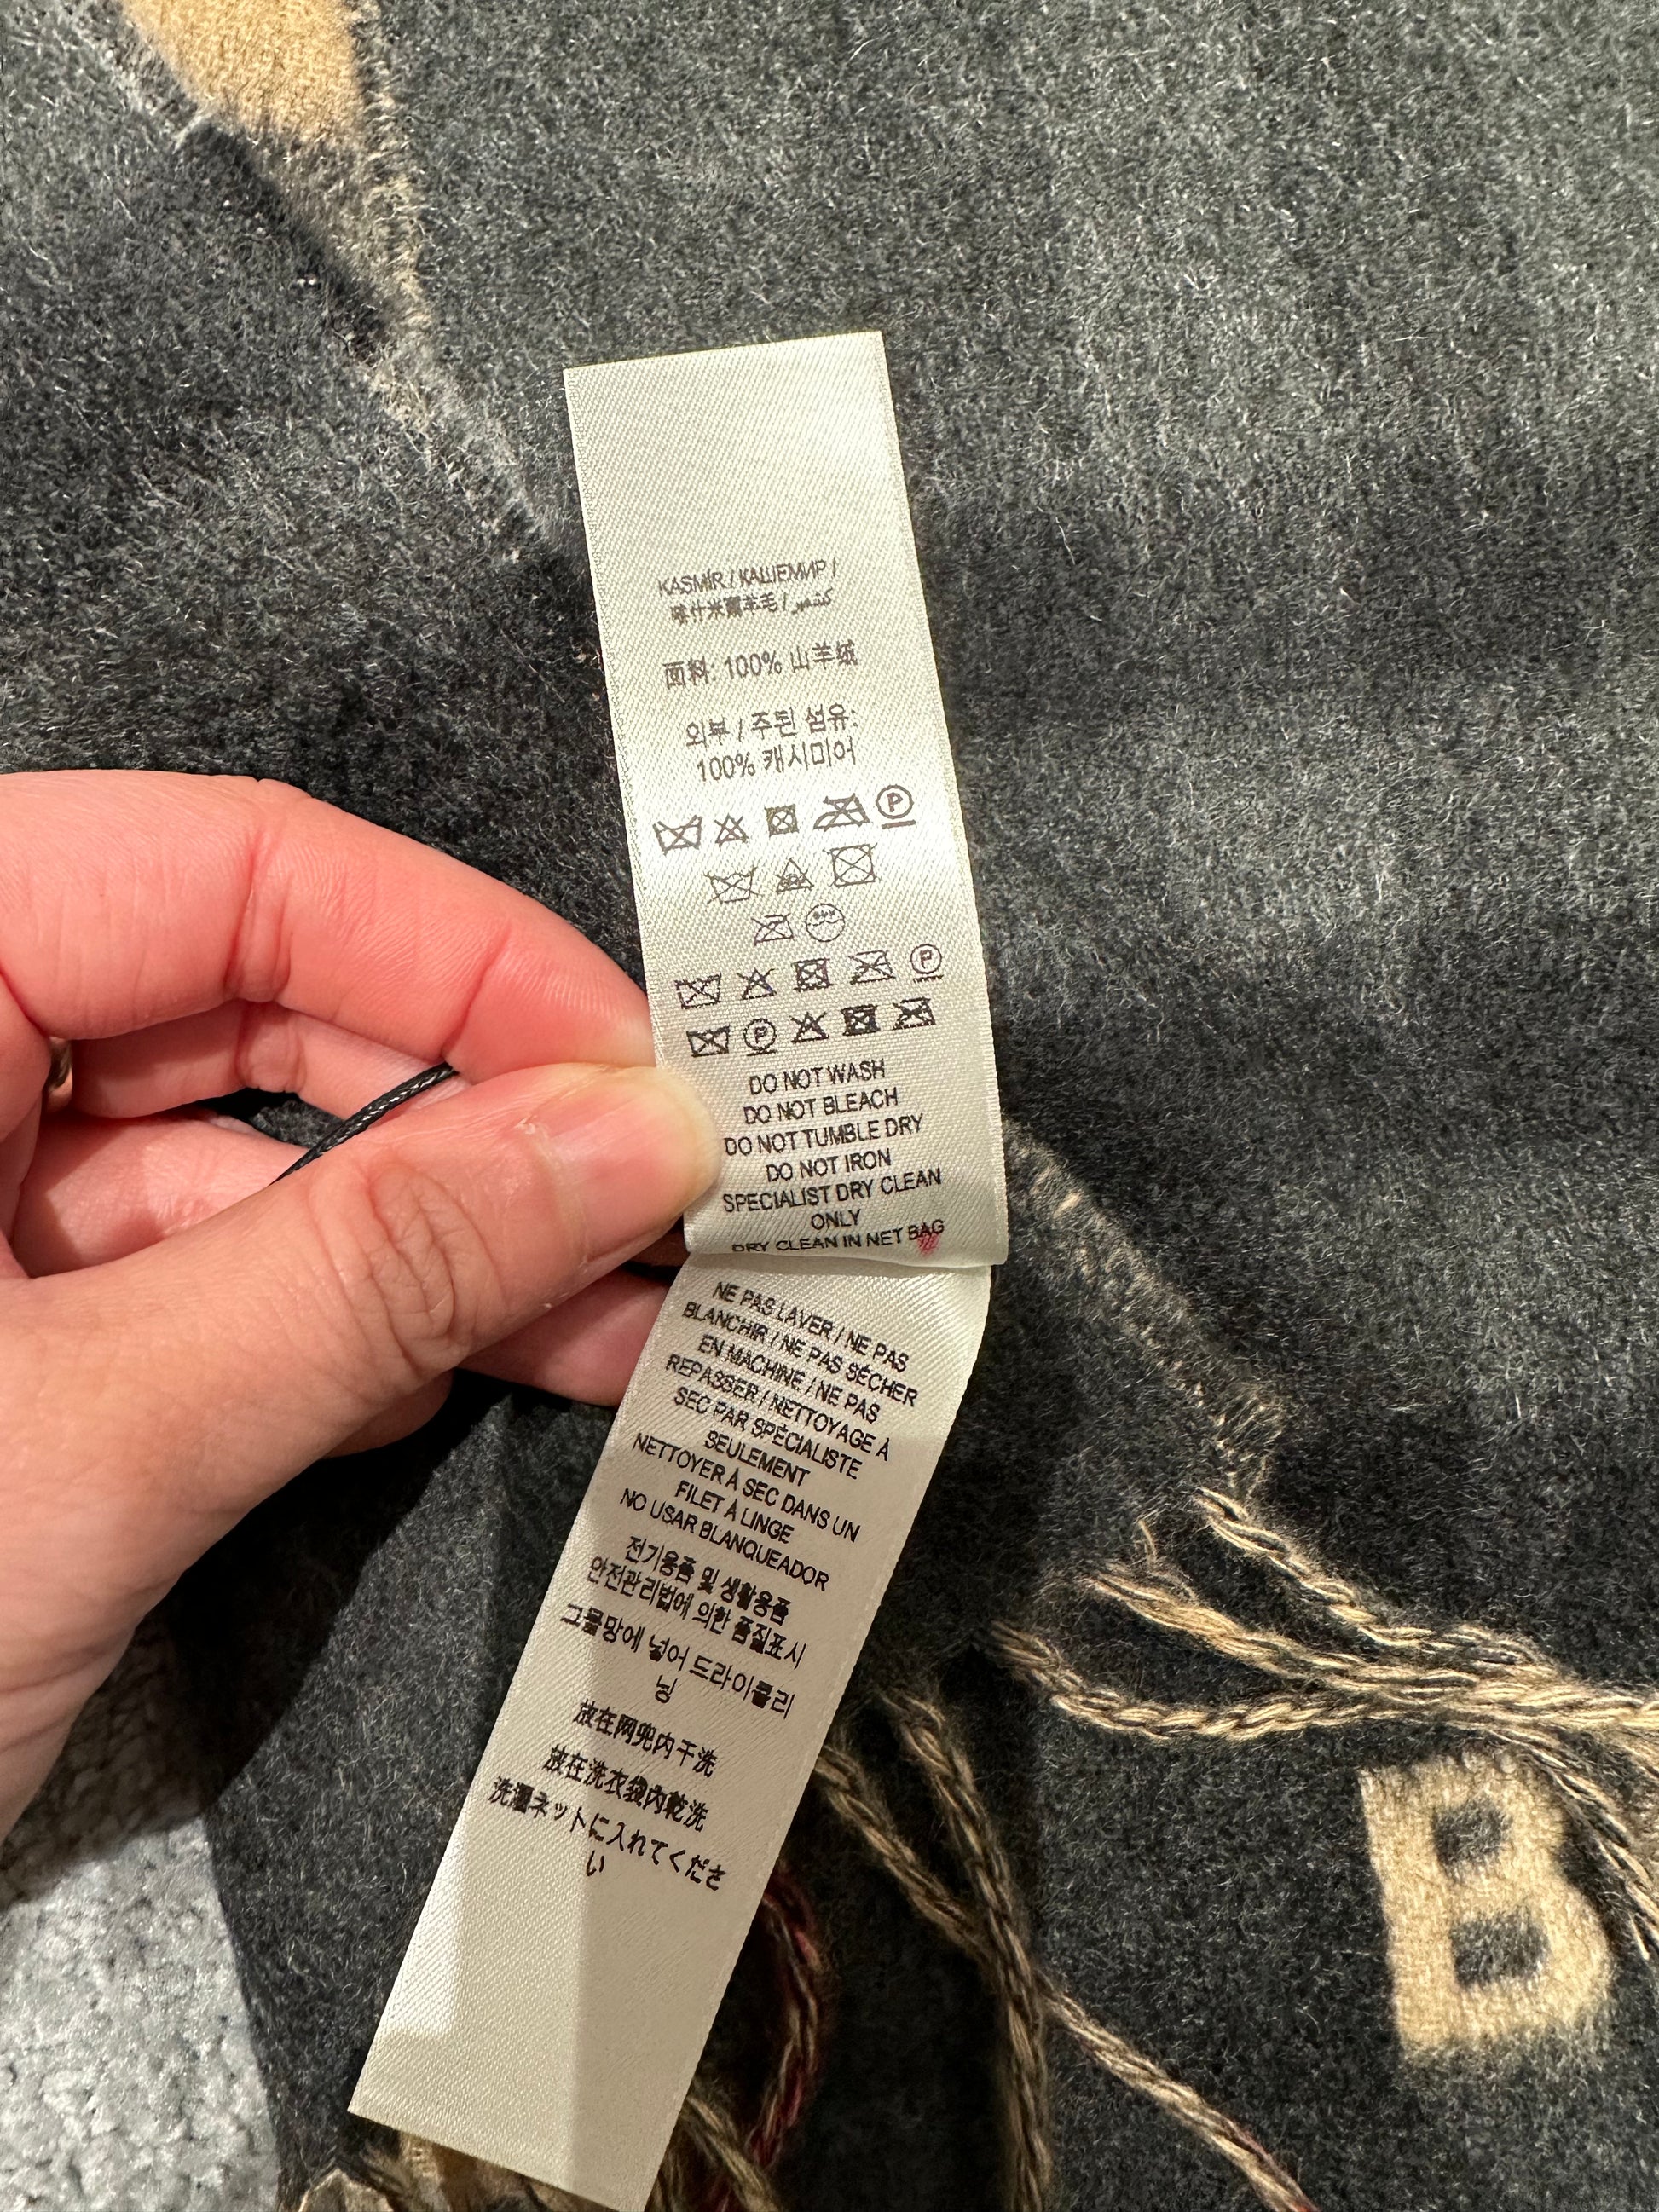 KASMİR / КАШЕМИР /
喀什米爾羊毛 / كشمير
面料: 100% 山羊绒
외부 / 주된 섬유:
100% 캐시미어
P
P
P
DO NOT WASH
DO NOT BLEACH
DO NOT TUMBLE DRY
DO NOT IRON
SPECIALIST DRY CLEAN
ONLY
DRY CLEAN IN NET BAG
NE PAS LAVER / NE PAS
BLANCHIR / NE PAS SÉCHER
EN MACHINE / NE PAS
REPASSER / NETTOYAGE À
SEC PAR SPÉCIALISTE
SEULEMENT
NETTOYER À SEC DANS UN
FILET À LINGE
NO USAR BLANQUEADOR
전기용품 및 생활용품
안전관리법에 의한 품질표시
그물망에 넣어 드라이클리
닝
放在网兜内干洗
放在洗衣袋內乾洗
洗濯ネットに入れてくださ
い
B